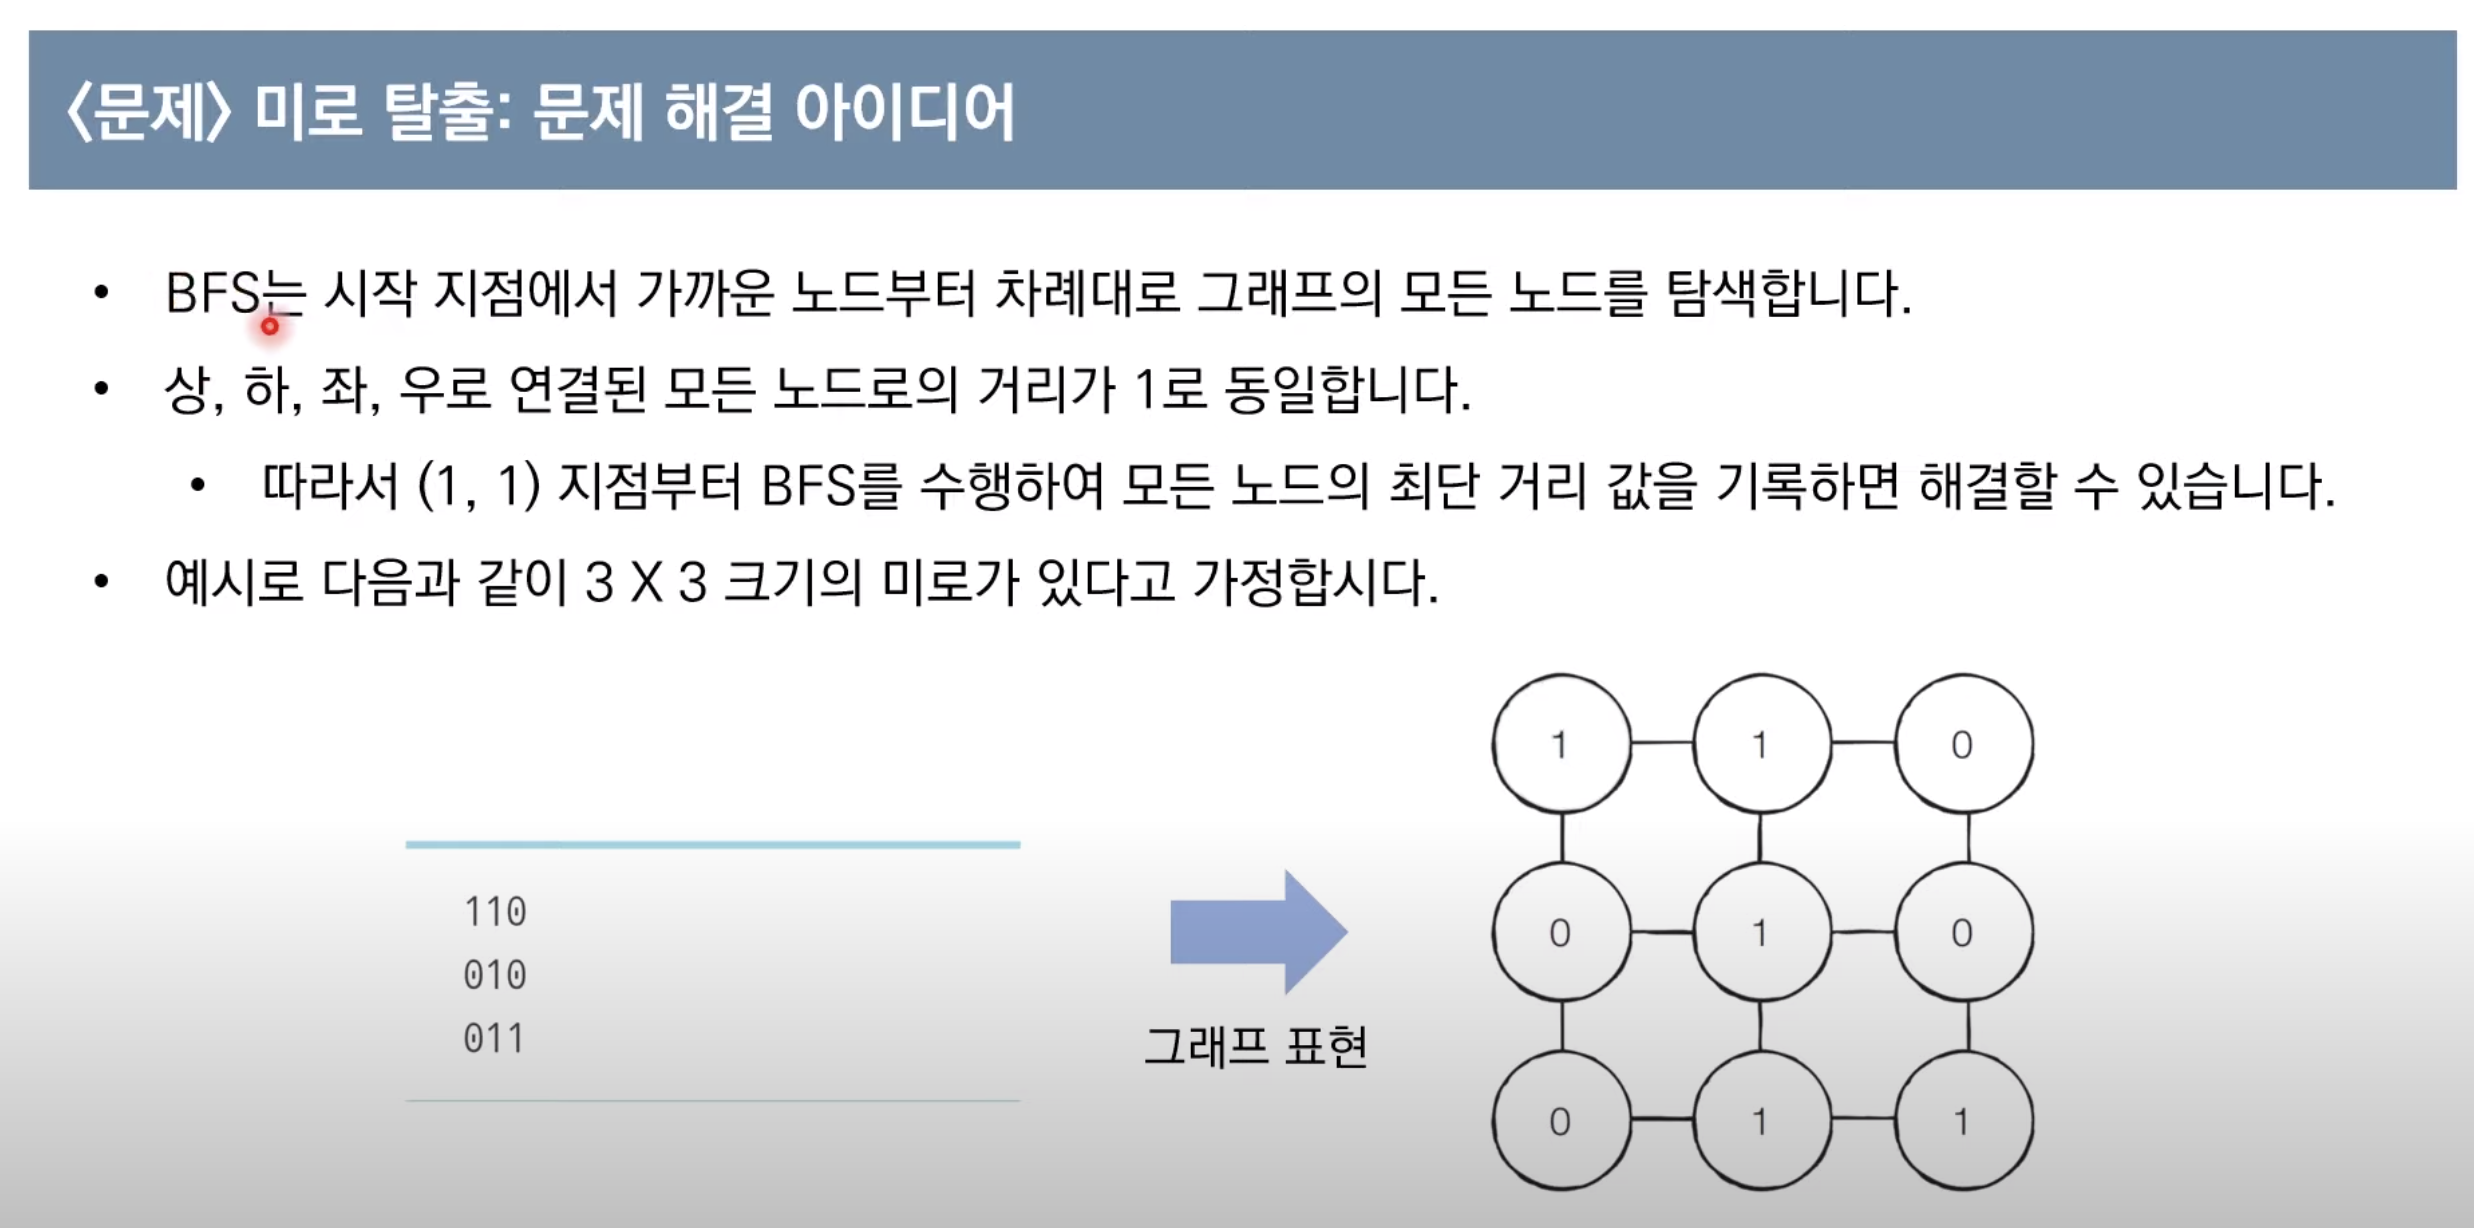 〈문제〉 미로 탈출: 문제 해결 아이디어
• BFS는 시작 지점에서 가까운 노드부터 차례대로 그래프의 모든 노드를 탐색합니다.
• 상, 하, 좌, 우로 연결된 모든 노드로의 거리가 1로 동일합니다.
• 따라서 (1, 1) 지점부터 BFS를 수행하여 모든 노드의 최단 거리 값을 기록하면 해결할 수 있습니다.
• 예시로 다음과 같이 3 X 3 크기의 미로가 있다고 가정합시다.
110
010
011
그래프 표현
1 1 0
0 1 0
0 1 1